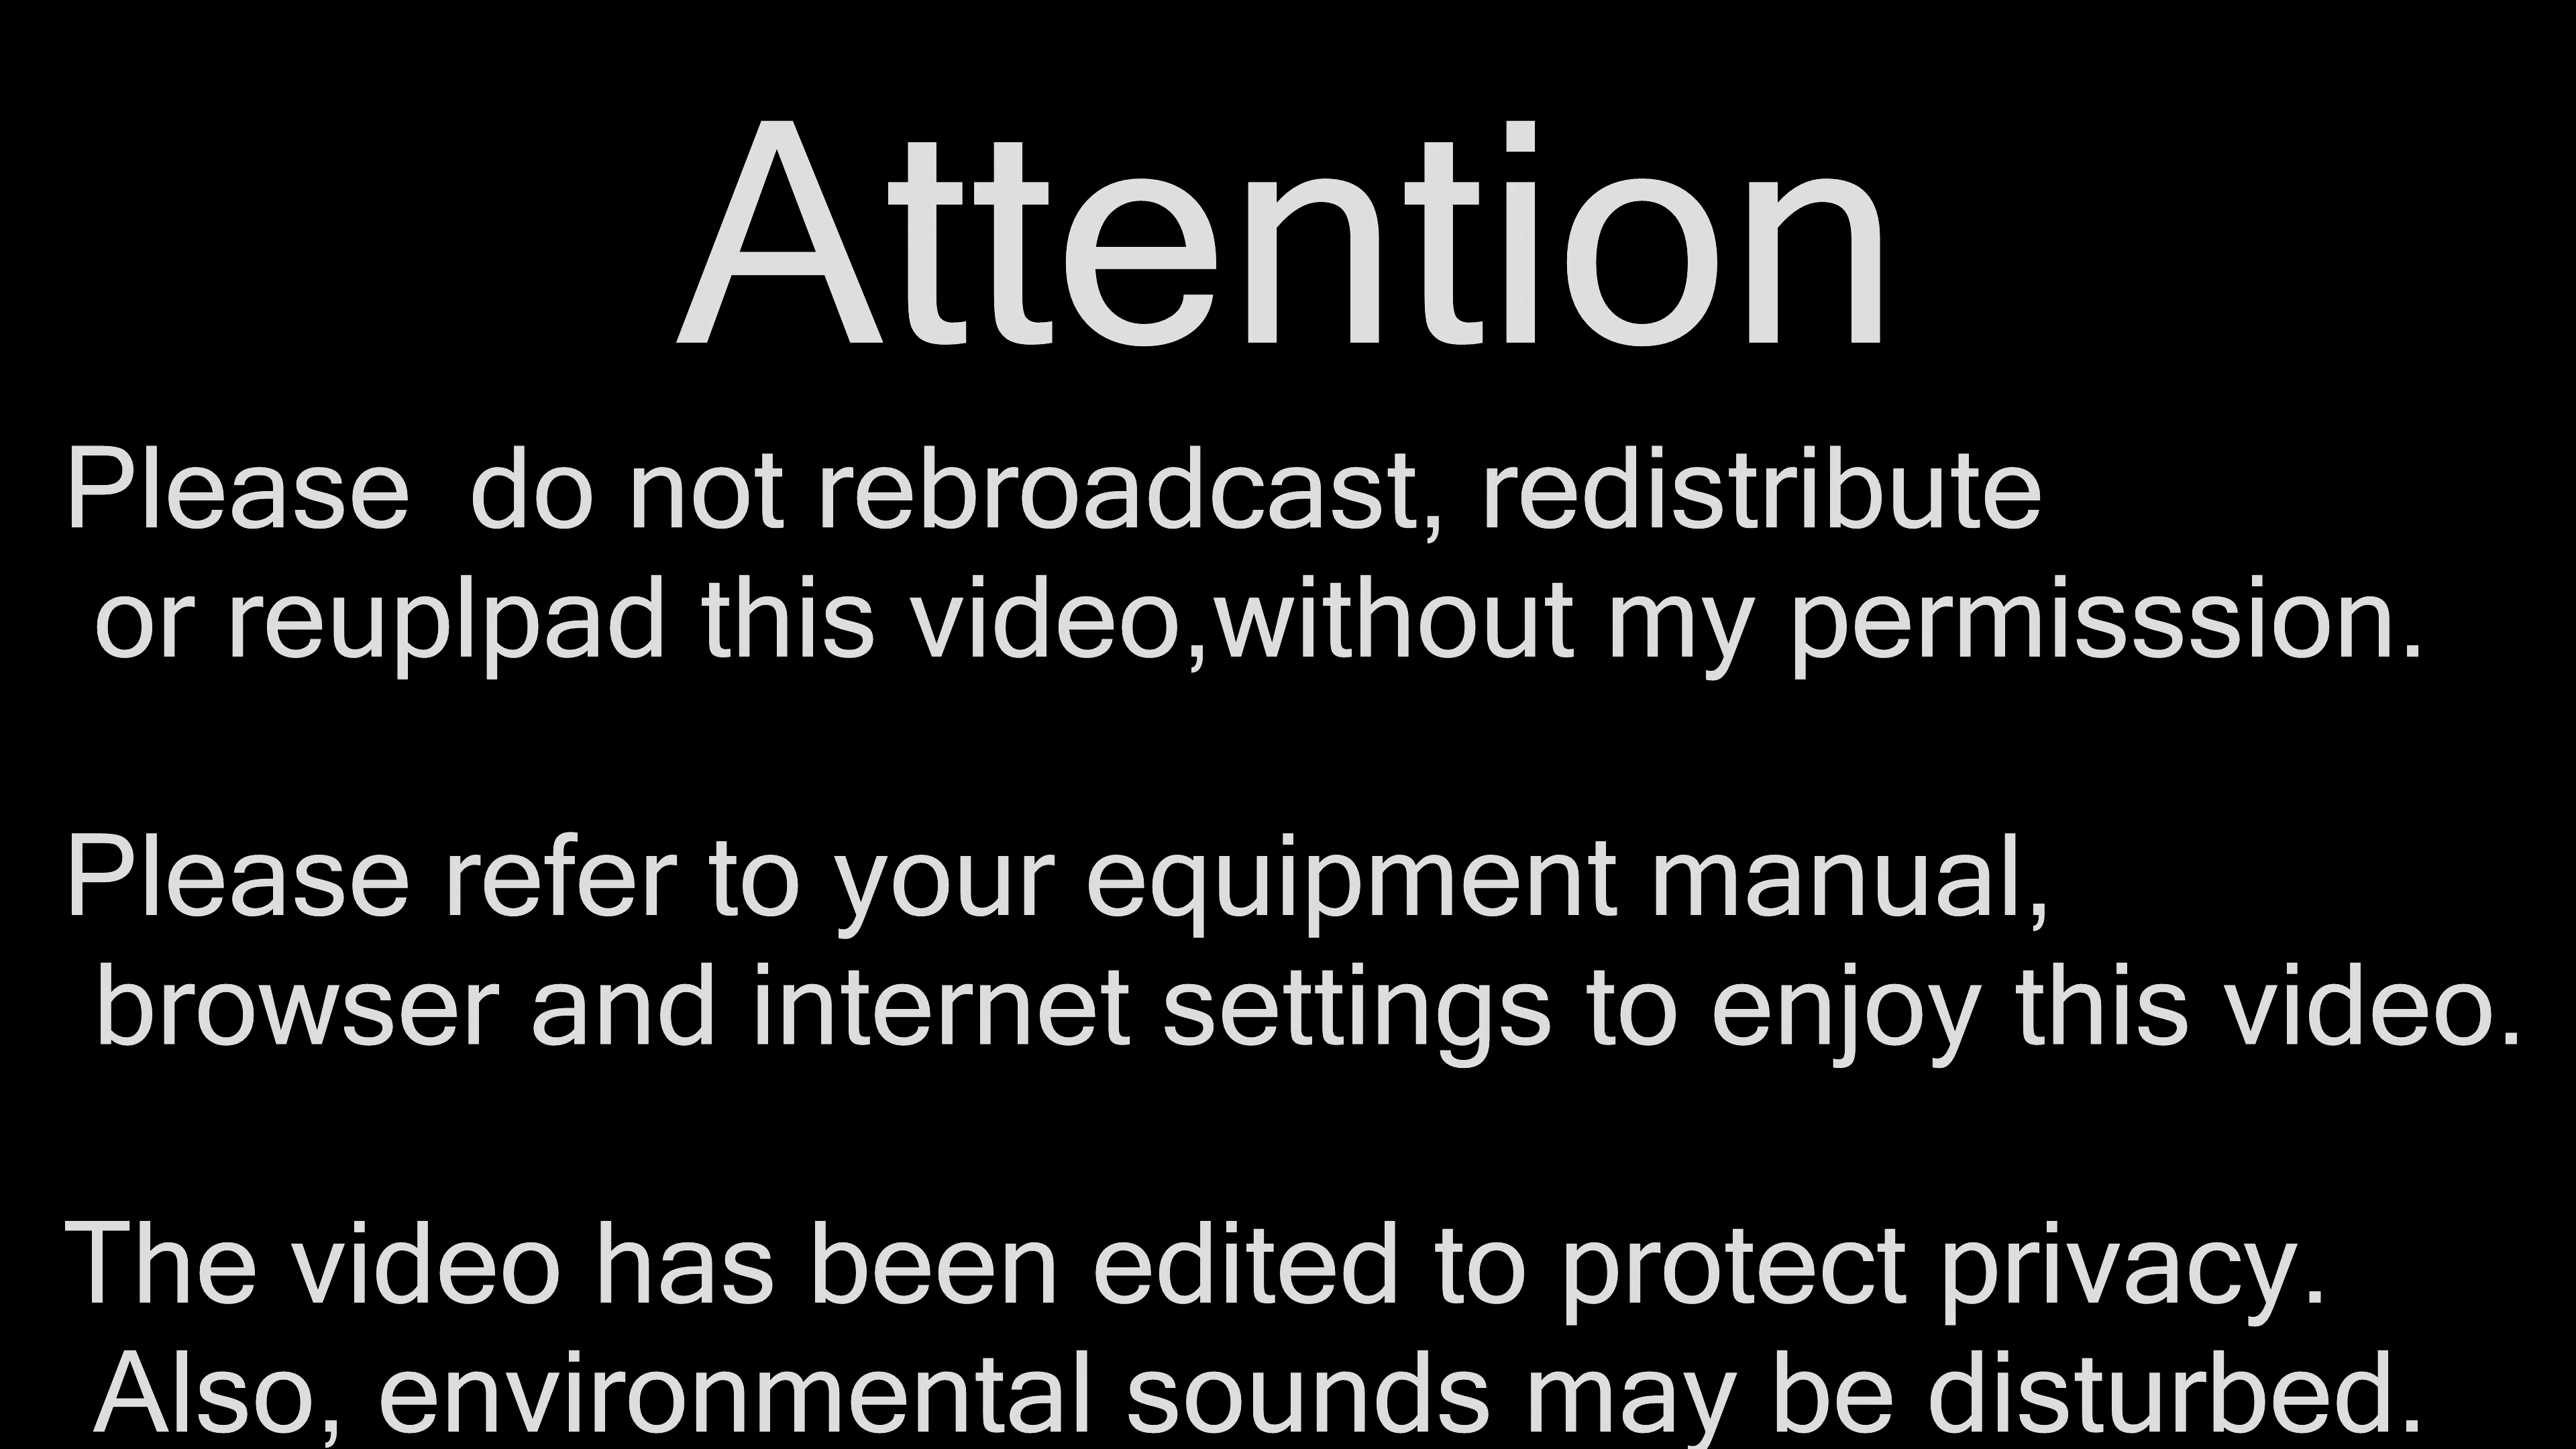 Attention
Please  do not rebroadcast, redistribute
or reuplpad this video,without my permisssion.
Please refer to your equipment manual,
browser and internet settings to enjoy this video.
The video has been edited to protect privacy.
Also, environmental sounds may be disturbed.